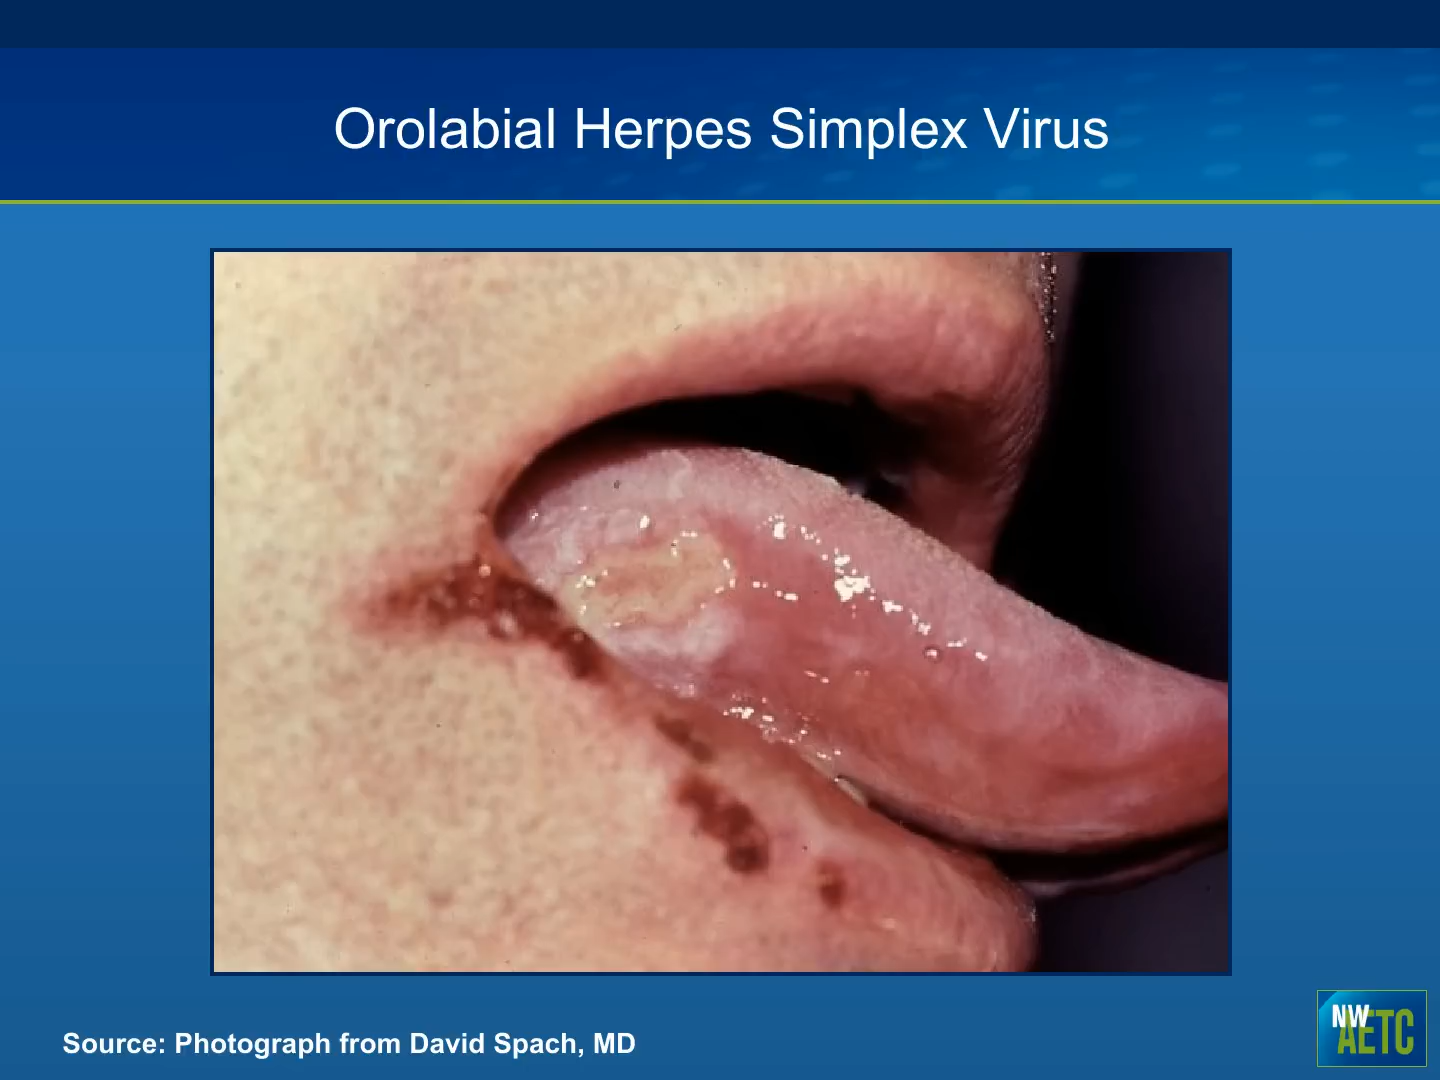 Orolabial Herpes Simplex Virus
Source: Photograph from David Spach, MD
NW
AETC